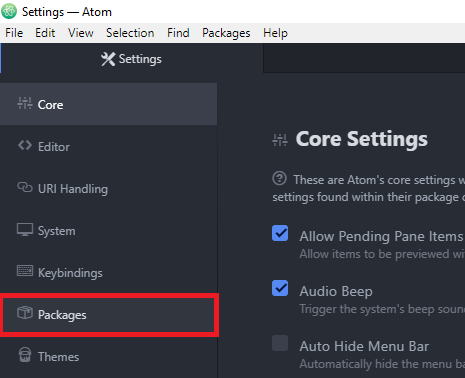 Settings — Atom
File Edit View Selection Find Packages Help
Settings
Core
Editor
URI Handling
System
Keybindings
Packages
Themes
Core Settings
These are Atom's core settings
settings found within their package
Allow Pending Pane Items
Allow items to be previewed
Audio Beep
Trigger the system's beep
Auto Hide Menu Bar
Automatically hide the menu